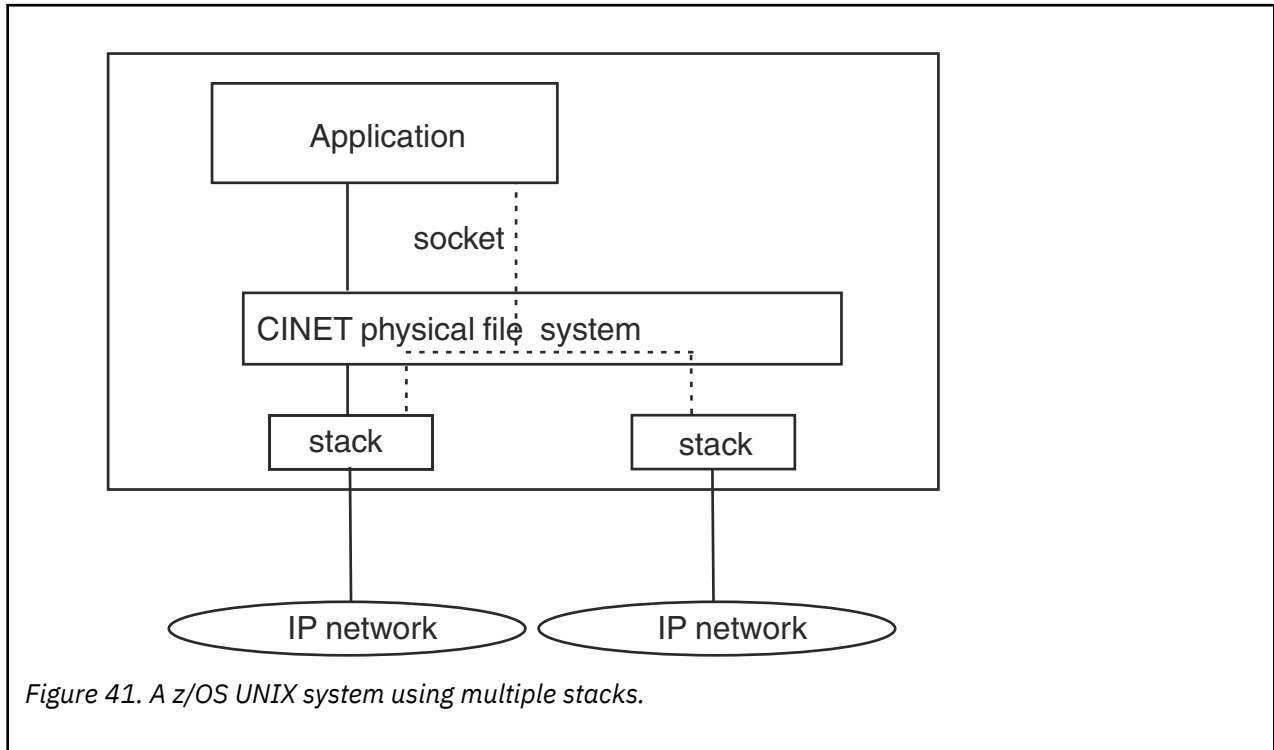 Application
socket
CINET physical file system
stack
stack
IP network
IP network
Figure 41. A z/OS UNIX system using multiple stacks.